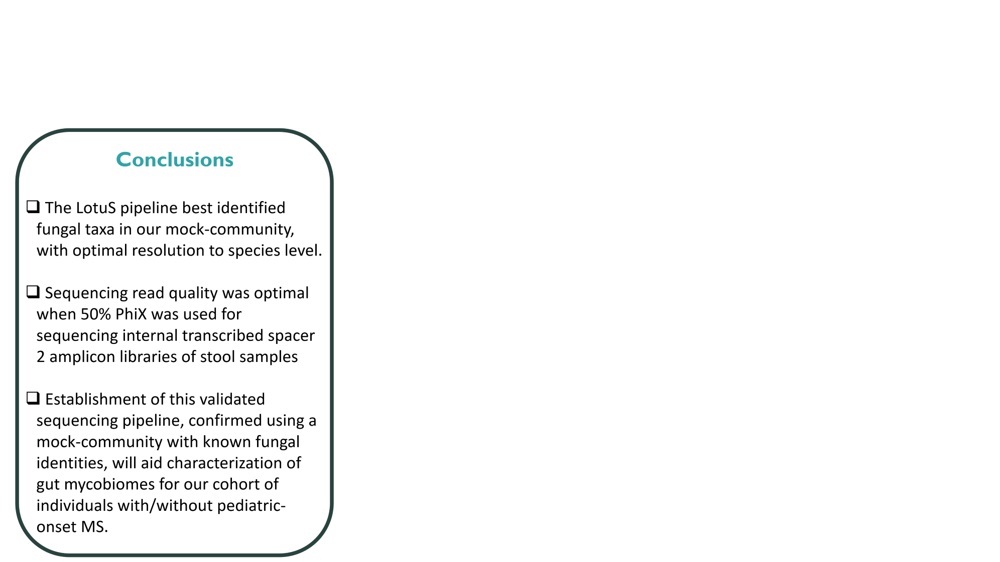 Conclusions
❑ The LotuS pipeline best identified
fungal taxa in our mock-community,
with optimal resolution to species level.
❑ Sequencing read quality was optimal
when 50% PhiX was used for
sequencing internal transcribed spacer
2 amplicon libraries of stool samples
❑ Establishment of this validated
sequencing pipeline, confirmed using a
mock-community with known fungal
identities, will aid characterization of
gut mycobiomes for our cohort of
individuals with/without pediatric-
onset MS.